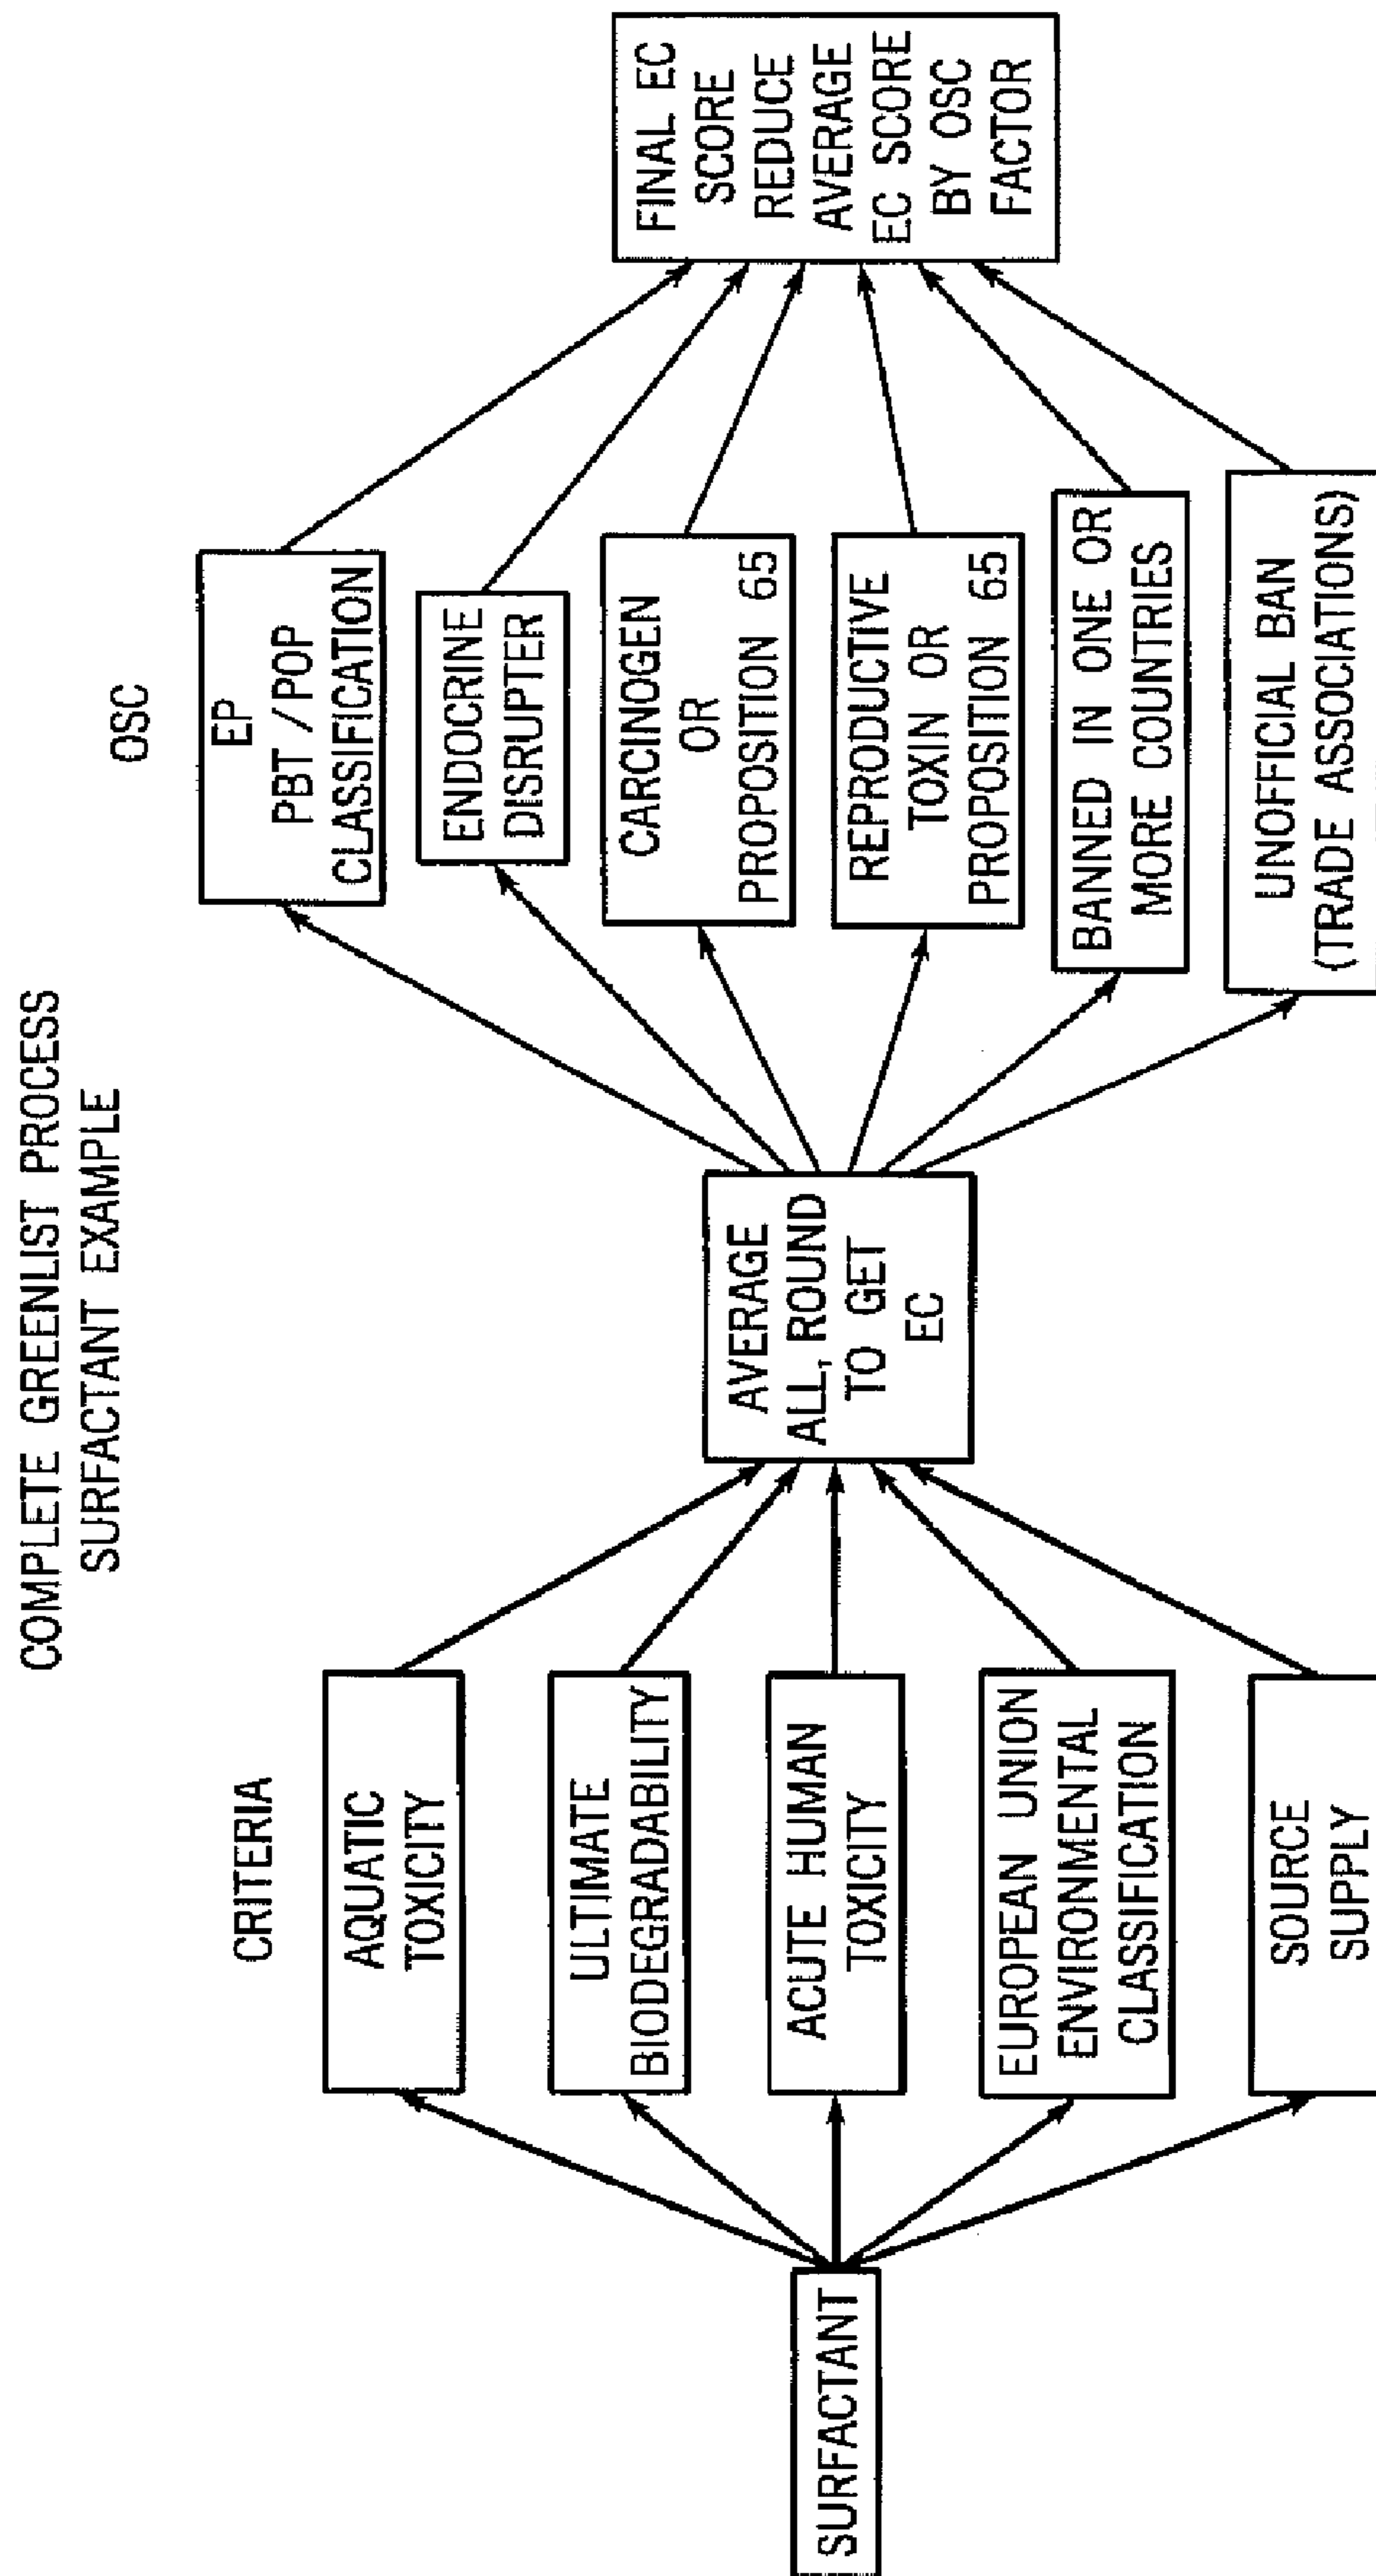 COMPLETE GREENLIST PROCESS
SURFACTANT EXAMPLE
SURFACTANT
CRITERIA
AQUATIC
TOXICITY
ULTIMATE
BIODEGRADABILITY
ACUTE HUMAN
TOXICITY
EUROPEAN UNION
ENVIRONMENTAL
CLASSIFICATION
SOURCE
SUPPLY
AVERAGE
ALL, ROUND
TO GET
EC
OSC
EP
PBT /POP
CLASSIFICATION
ENDOCRINE
DISRUPTER
CARCINOGEN
OR
PROPOSITION 65
REPRODUCTIVE
TOXIN OR
PROPOSITION 65
BANNED IN ONE OR
MORE COUNTRIES
UNOFFICIAL BAN
(TRADE ASSOCIATIONS)
FINAL EC
SCORE
REDUCE
AVERAGE
EC SCORE
BY OSC
FACTOR